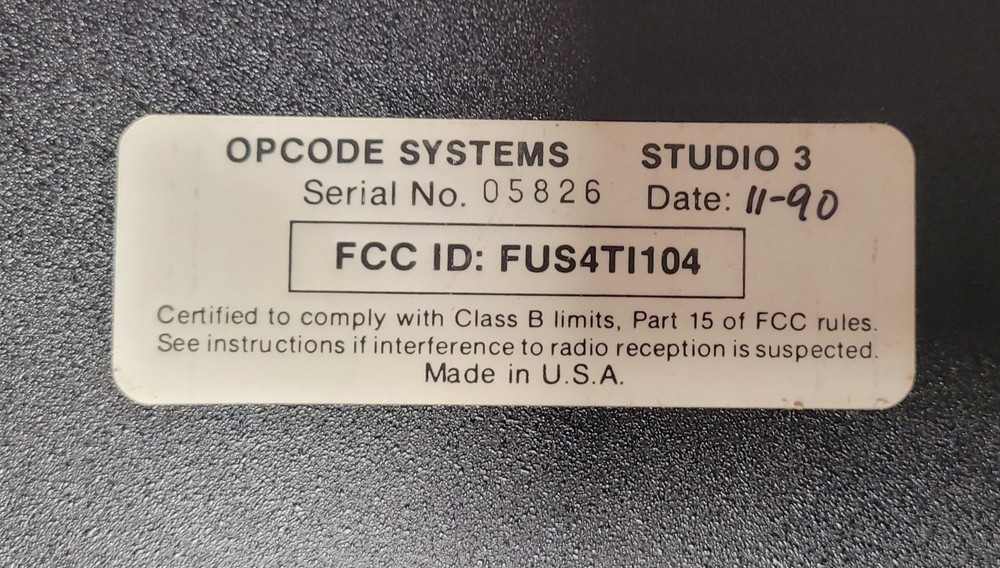 OPCODE SYSTEMS STUDIO 3
Serial No. 05826 Date: 11-90
FCC ID: FUS4TI104
Certified to comply with Class B limits, Part 15 of FCC rules.
See instructions if interference to radio reception is suspected.
Made in U.S.A.